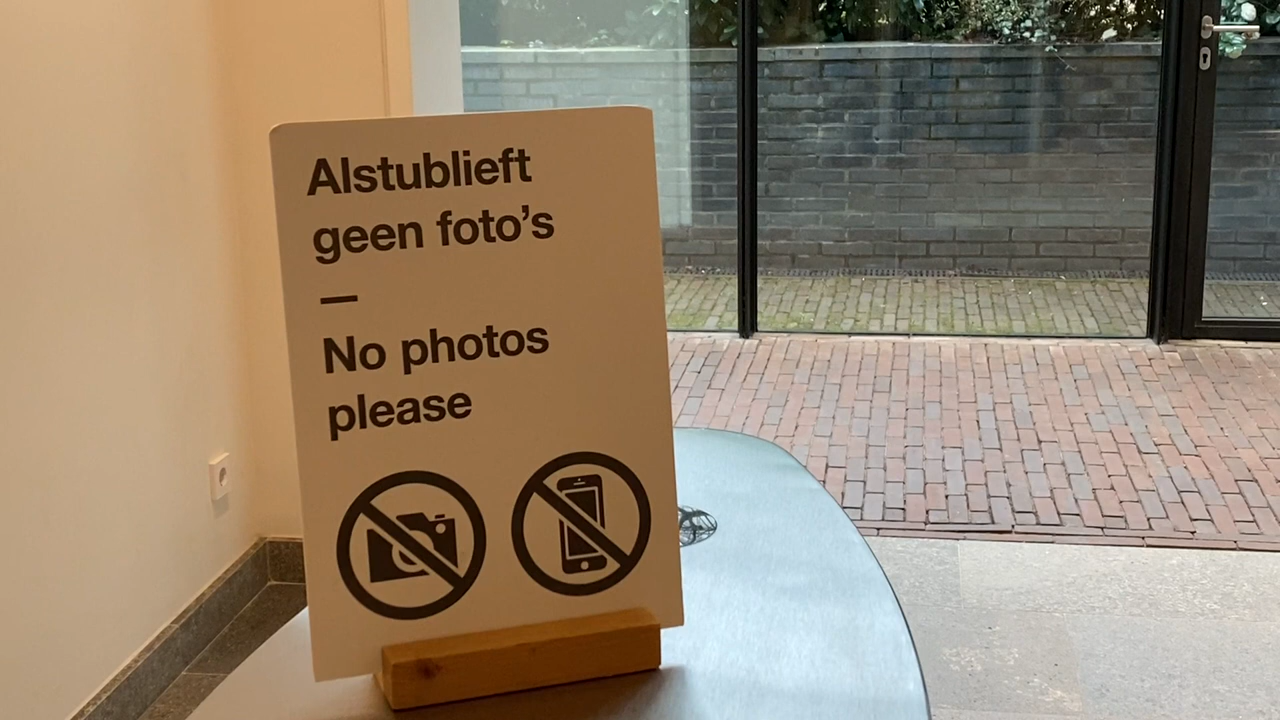 Alstublieft
geen foto’s
—
No photos
please